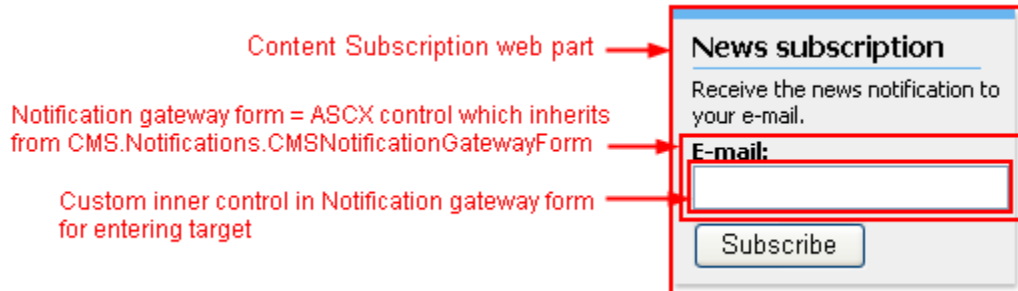 Content Subscription web part
News subscription
Receive the news notification to
your e-mail.
Notification gateway form = ASCX control which inherits
from CMS.Notifications.CMSNotificationGatewayForm
E-mail:
Custom inner control in Notification gateway form
for entering target
Subscribe